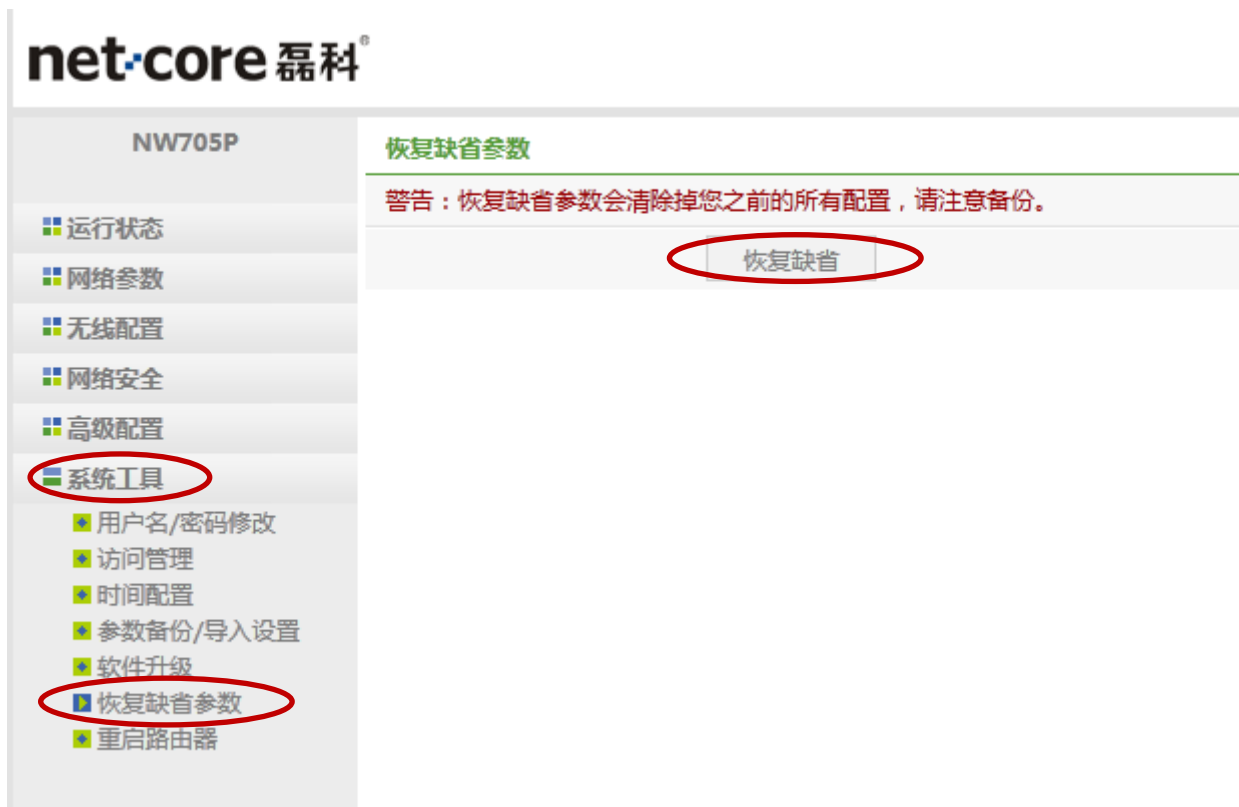 net·core 磊科®
NW705P
运行状态
网络参数
无线配置
网络安全
高级配置
系统工具
用户名/密码修改
访问管理
时间配置
参数备份/导入设置
软件升级
恢复缺省参数
重启路由器
恢复缺省参数
警告：恢复缺省参数会清除掉您之前的所有配置，请注意备份。
恢复缺省